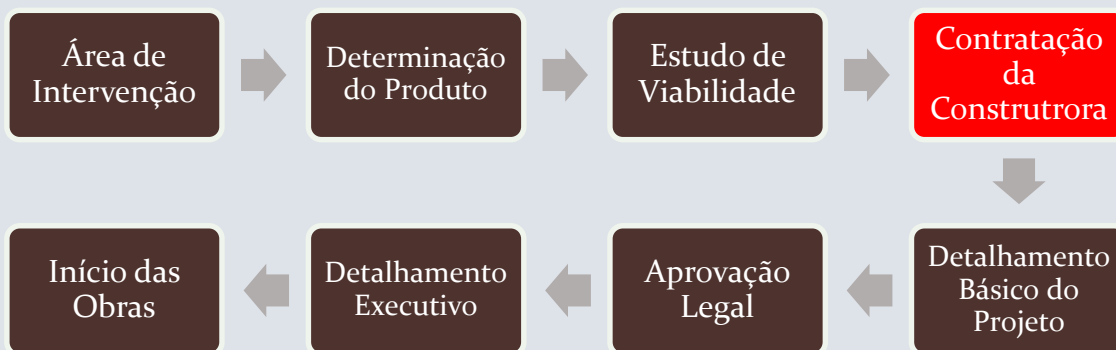 Área de
Intervenção
Determinação
do Produto
Estudo de
Viabilidade
Contratação
da
Construtrora
Detalhamento
Básico do
Projeto
Aprovação
Legal
Detalhamento
Executivo
Início das
Obras